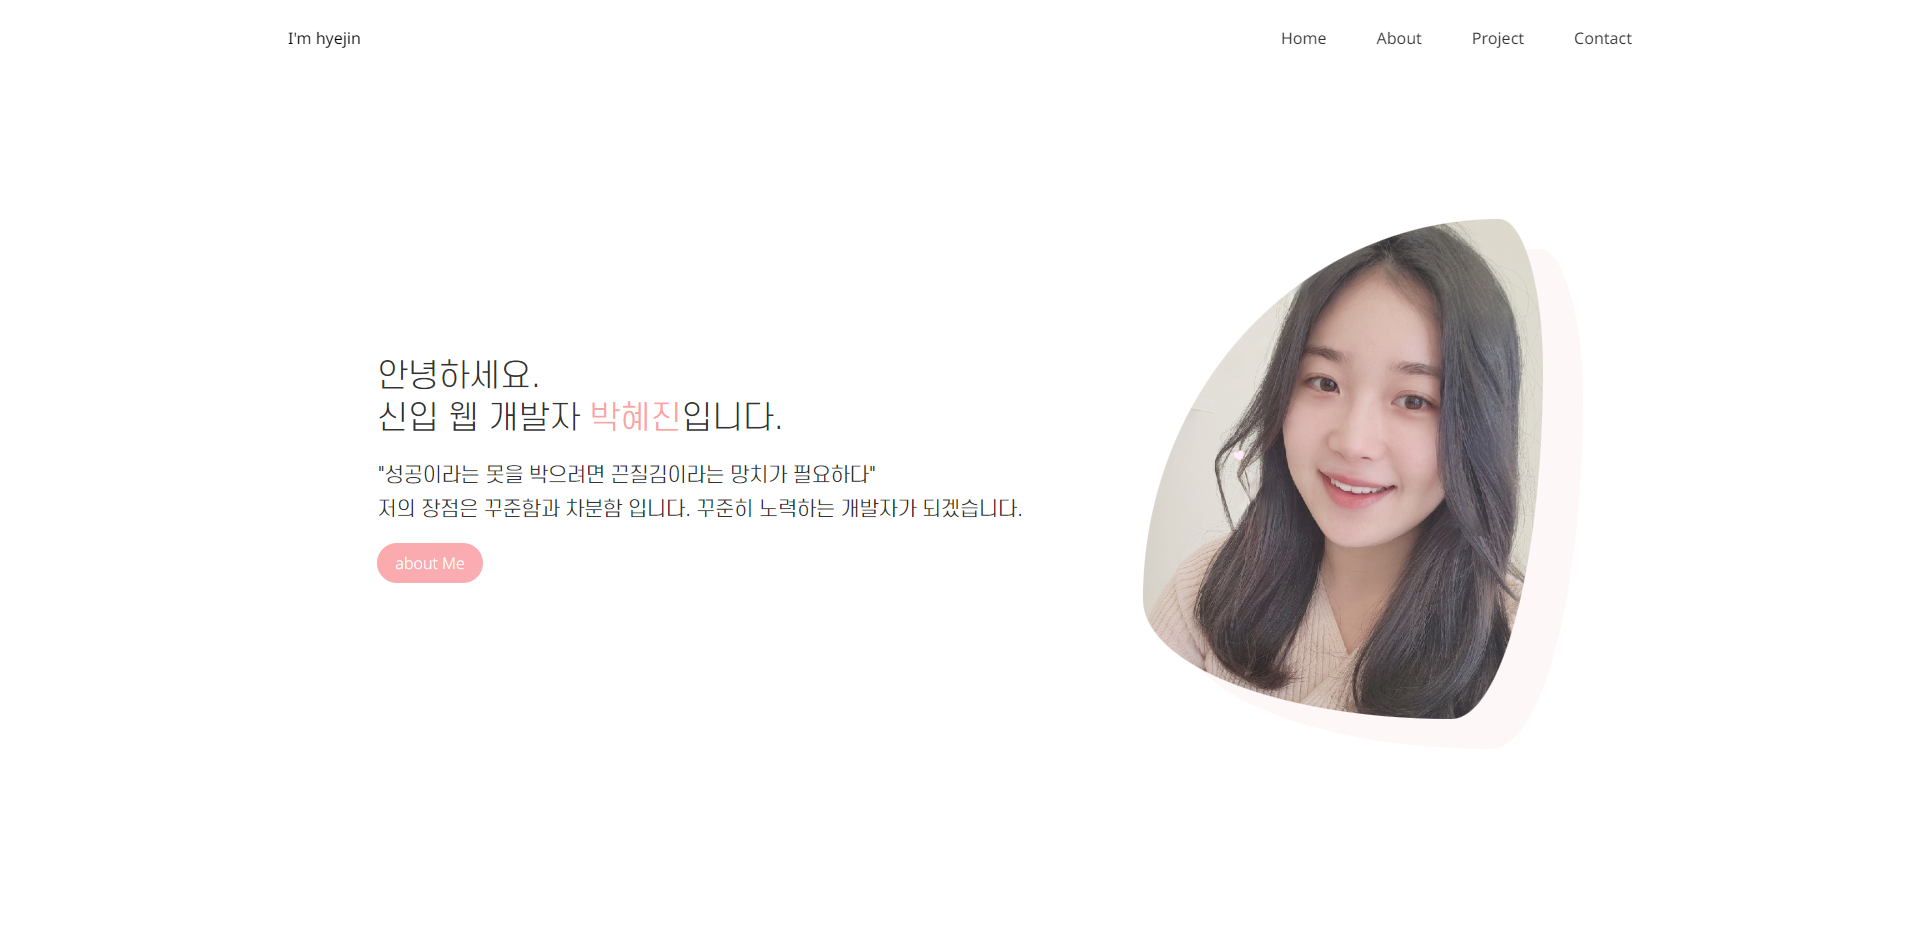 I'm hyejin
Home About Project Contact
안녕하세요.
신입 웹 개발자 박혜진입니다.
"성공이라는 못을 박으려면 끈질김이라는 망치가 필요하다"
저의 장점은 꾸준함과 차분함 입니다. 꾸준히 노력하는 개발자가 되겠습니다.
about Me